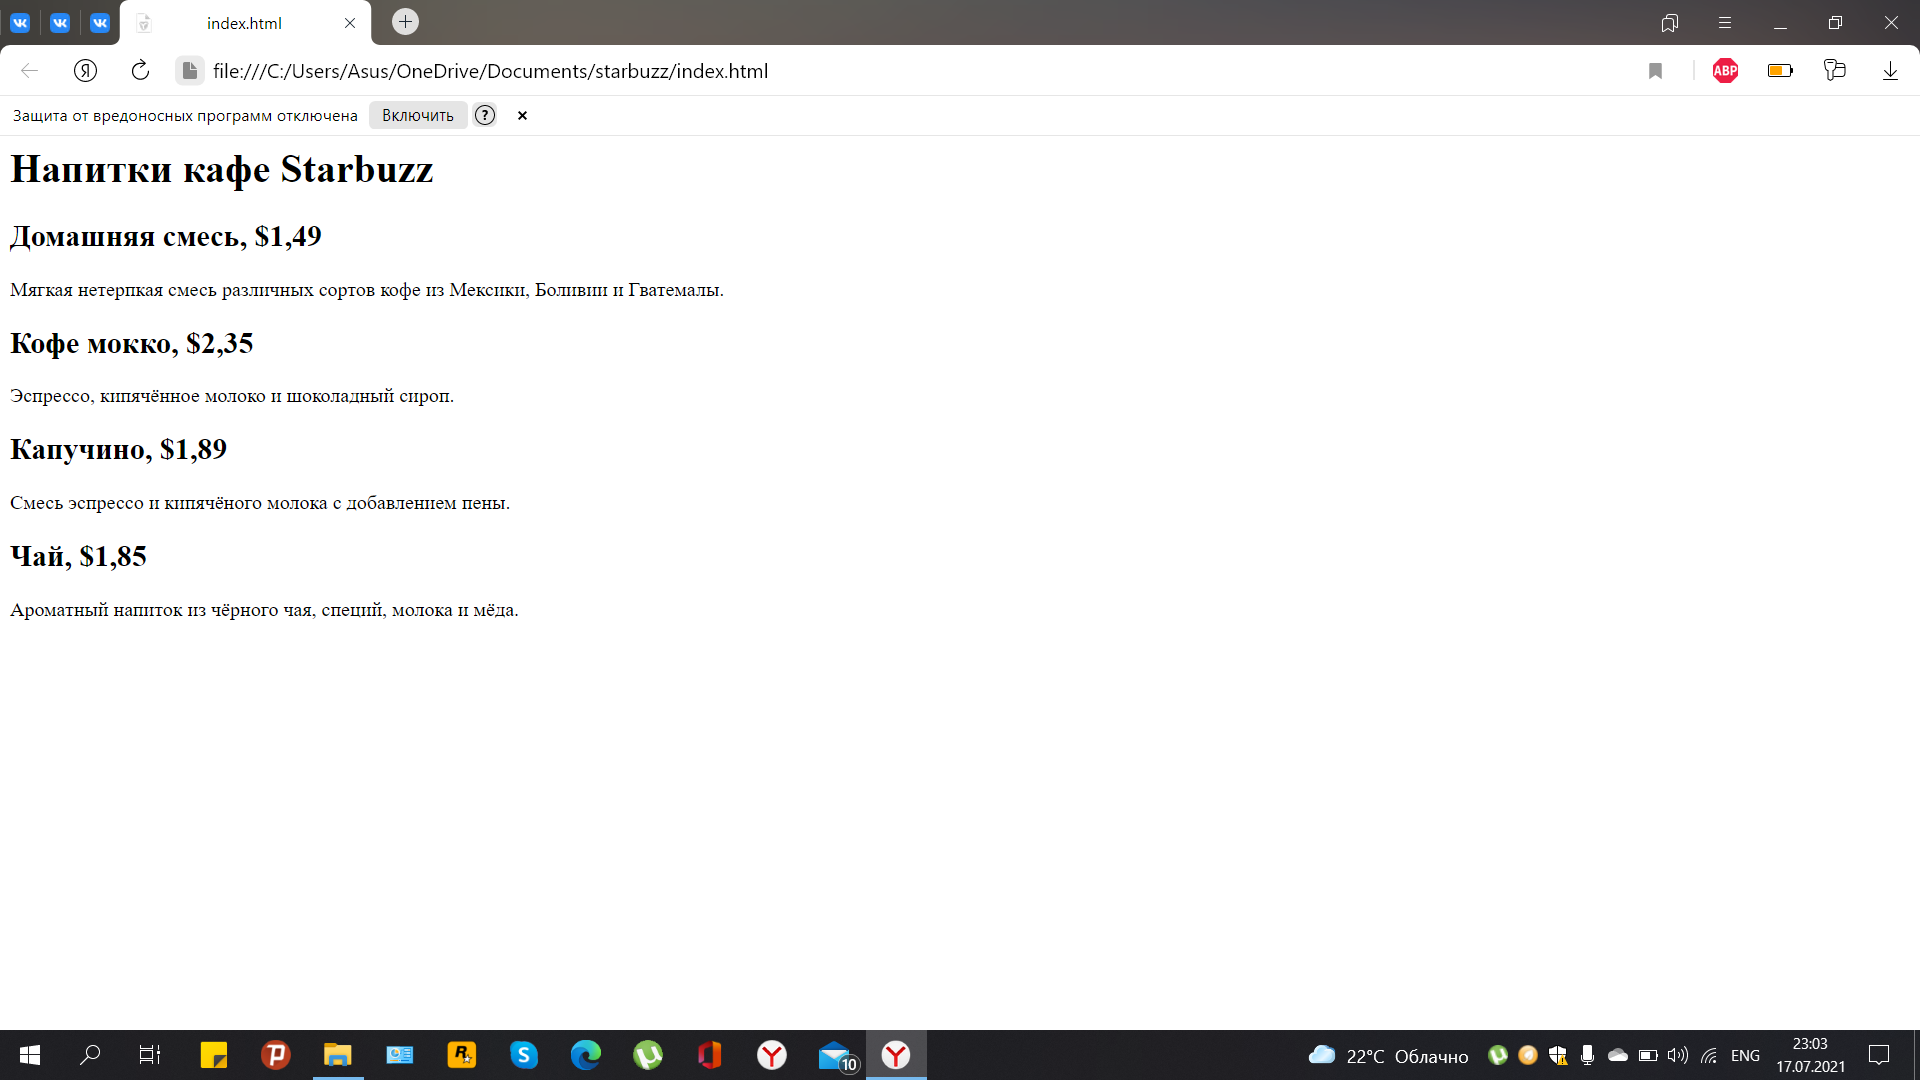 index.html
file:///C:/Users/Asus/OneDrive/Documents/starbuzz/index.html
ABP
Защита от вредоносных программ отключена Включить ?
Напитки кафе Starbuzz
Домашняя смесь, $1,49
Мягкая нетерпкая смесь различных сортов кофе из Мексики, Боливии и Гватемалы.
Кофе мокко, $2,35
Эспрессо, кипячённое молоко и шоколадный сироп.
Капучино, $1,89
Смесь эспрессо и кипячёного молока с добавлением пены.
Чай, $1,85
Ароматный напиток из чёрного чая, специй, молока и мёда.
10
22°C Облачно
ENG
23:03
17.07.2021